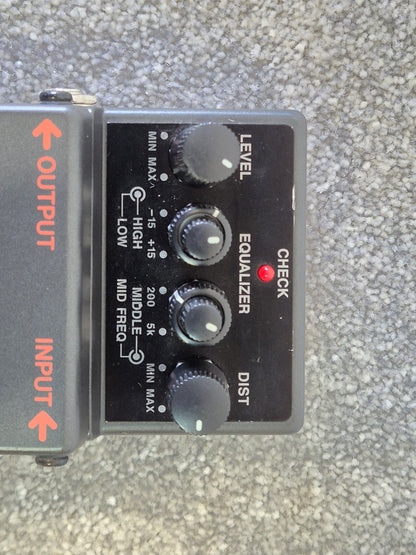 CHECK
LEVEL EQUALIZER DIST
MIN MAX -15 +15 200 5k MIN MAX
HIGH MIDDLE
LOW MID FREQ
OUTPUT INPUT